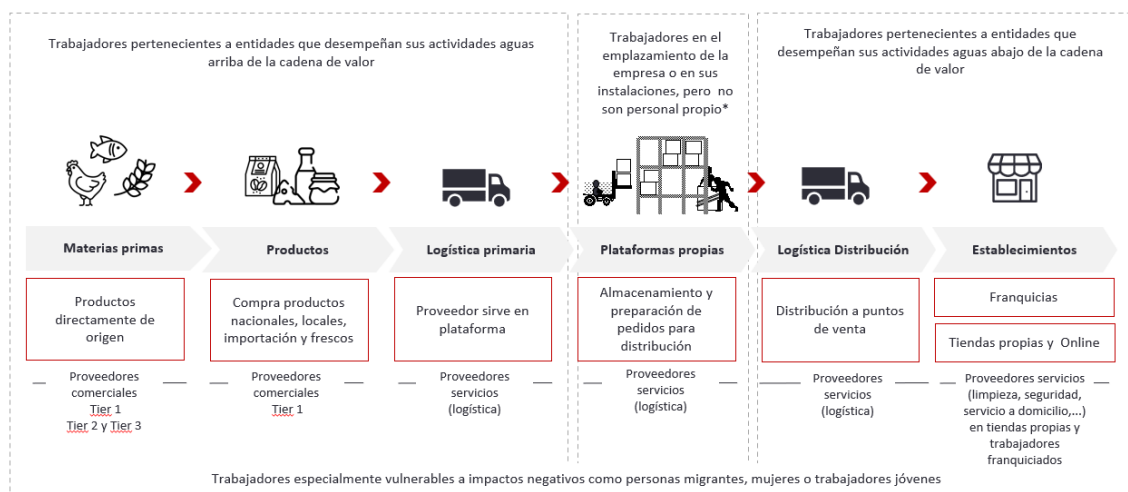 Trabajadores pertenecientes a entidades que desempeñan sus actividades aguas
arriba de la cadena de valor
Trabajadores en el
emplazamiento de la
empresa o en sus
instalaciones, pero no
son personal propio*
Trabajadores pertenecientes a entidades que
desempeñan sus actividades aguas abajo de la cadena
de valor
Materias primas
Productos
Logística primaria
Plataformas propias
Logística Distribución
Establecimientos
Productos
directamente de
origen
Compra productos
nacionales, locales,
importación y frescos
Proveedor sirve en
plataforma
Almacenamiento y
preparación de
pedidos para
distribución
Distribución a puntos
de venta
Franquicias
Tiendas propias y Online
Proveedores
comerciales
Tier 1
Tier 2 y Tier 3
Proveedores
comerciales
Tier 1
Proveedores
servicios
(logística)
Proveedores
servicios
(logística)
Proveedores
servicios
(logística)
Proveedores servicios
(limpieza, seguridad,
servicio a domicilio,...)
en tiendas propias y
trabajadores
franquiciados
Trabajadores especialmente vulnerables a impactos negativos como personas migrantes, mujeres o trabajadores jóvenes